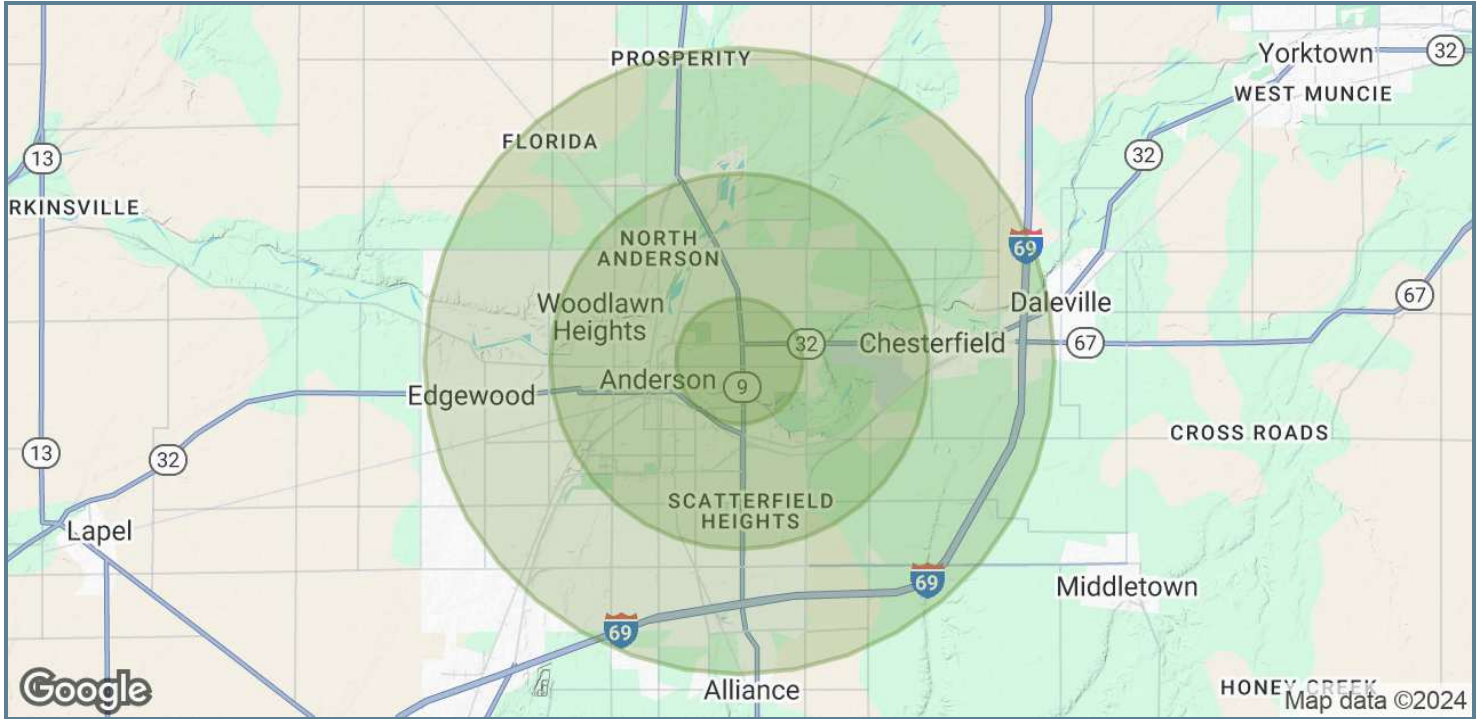 PROSPERITY
Yorktown
32
WEST MUNCIE
FLORIDA
13
32
RKINSVILLE
NORTH
ANDERSON
69
Woodlawn
Heights
Daleville
67
32
Chesterfield
67
Anderson
9
Edgewood
CROSS ROADS
13
32
SCATTERFIELD
HEIGHTS
Lapel
69
Middletown
69
Google
Alliance
HONEY CREEK
Map data ©2024